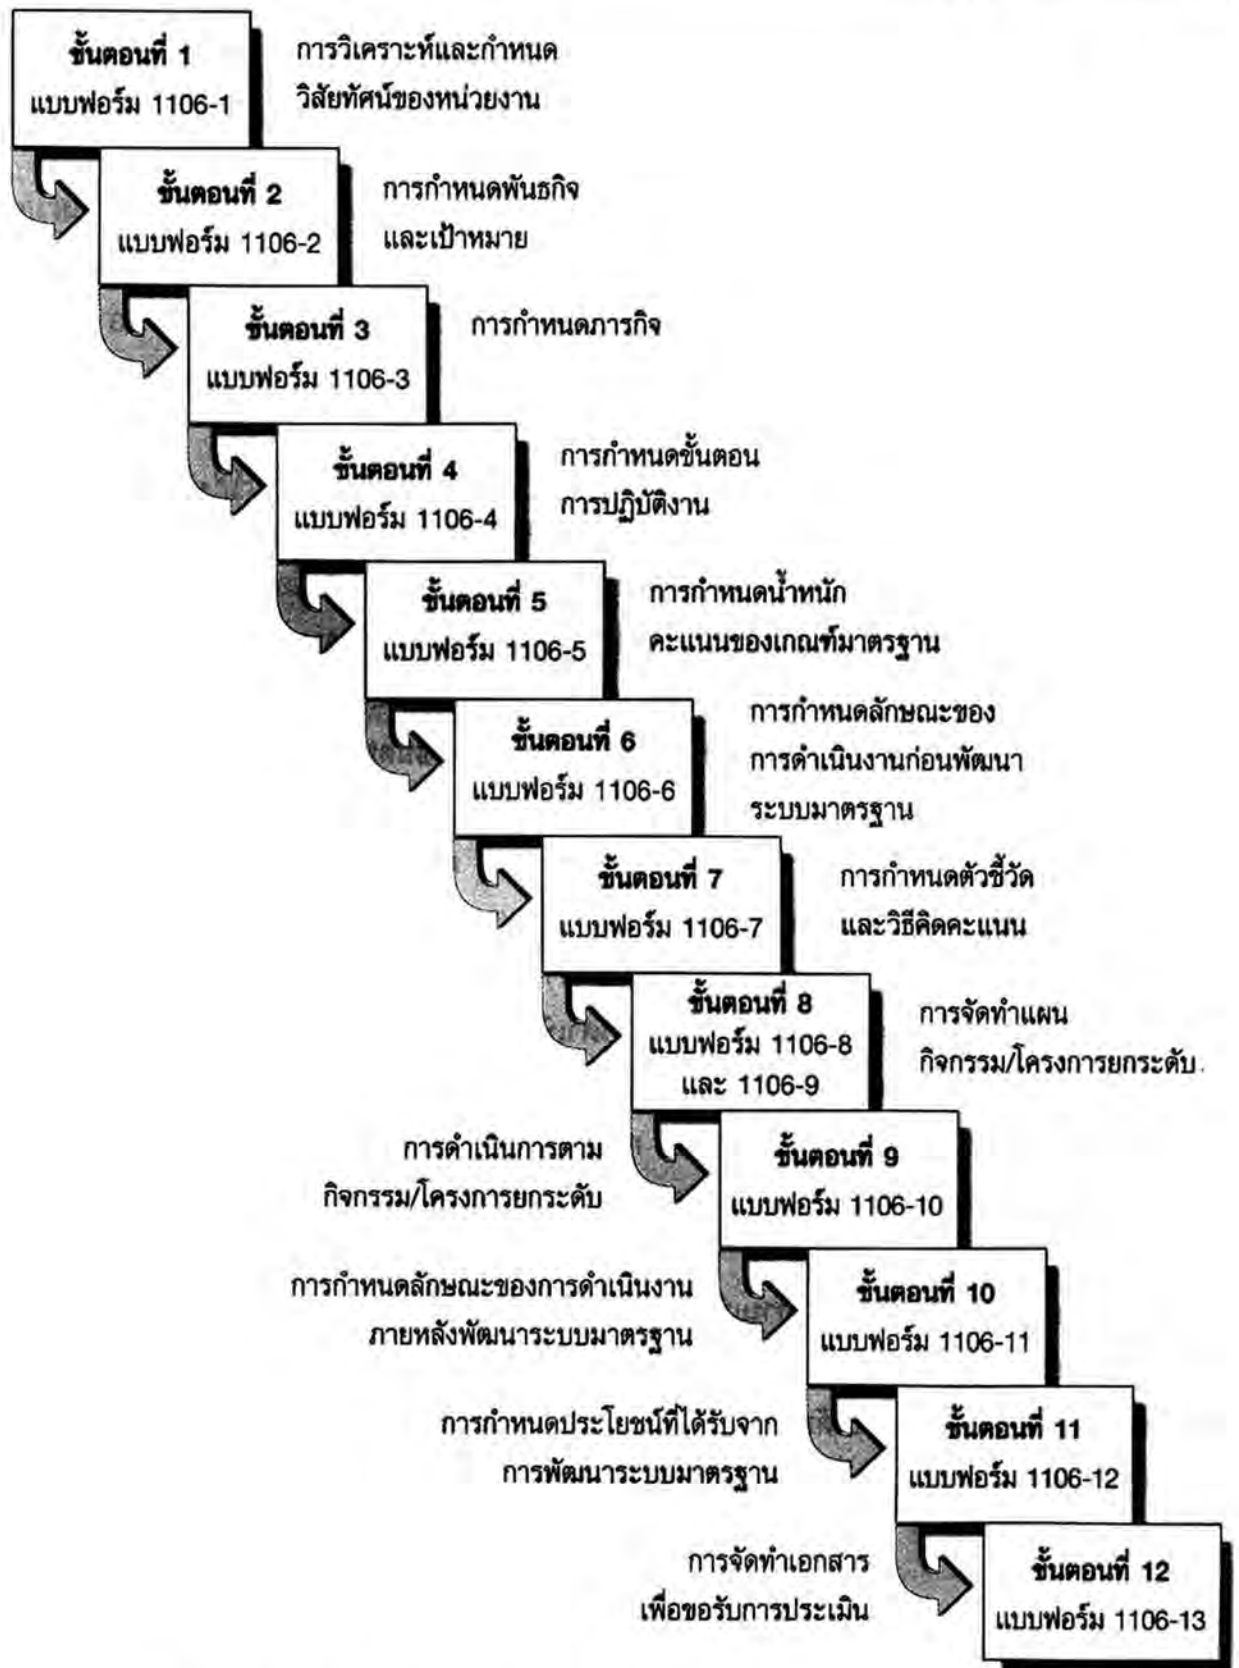 ขั้นตอนที่ 1
แบบฟอร์ม 1106-1
การวิเคราะห์และกำหนด
วิสัยทัศน์ของหน่วยงาน
ขั้นตอนที่ 2
แบบฟอร์ม 1106-2
การกำหนดพันธกิจ
และเป้าหมาย
ขั้นตอนที่ 3
แบบฟอร์ม 1106-3
การกำหนดภารกิจ
ขั้นตอนที่ 4
แบบฟอร์ม 1106-4
การกำหนดขั้นตอน
การปฏิบัติงาน
ขั้นตอนที่ 5
แบบฟอร์ม 1106-5
การกำหนดน้ำหนัก
คะแนนของเกณฑ์มาตรฐาน
ขั้นตอนที่ 6
แบบฟอร์ม 1106-6
การกำหนดลักษณะของ
การดำเนินงานก่อนพัฒนา
ระบบมาตรฐาน
ขั้นตอนที่ 7
แบบฟอร์ม 1106-7
การกำหนดตัวชี้วัด
และวิธีคิดคะแนน
ขั้นตอนที่ 8
แบบฟอร์ม 1106-8
และ 1106-9
การจัดทำแผน
กิจกรรม/โครงการยกระดับ
การดำเนินการตาม
กิจกรรม/โครงการยกระดับ
ขั้นตอนที่ 9
แบบฟอร์ม 1106-10
การกำหนดลักษณะของการดำเนินงาน
ภายหลังพัฒนาระบบมาตรฐาน
ขั้นตอนที่ 10
แบบฟอร์ม 1106-11
การกำหนดประโยชน์ที่ได้รับจาก
การพัฒนาระบบมาตรฐาน
ขั้นตอนที่ 11
แบบฟอร์ม 1106-12
การจัดทำเอกสาร
เพื่อขอรับการประเมิน
ขั้นตอนที่ 12
แบบฟอร์ม 1106-13